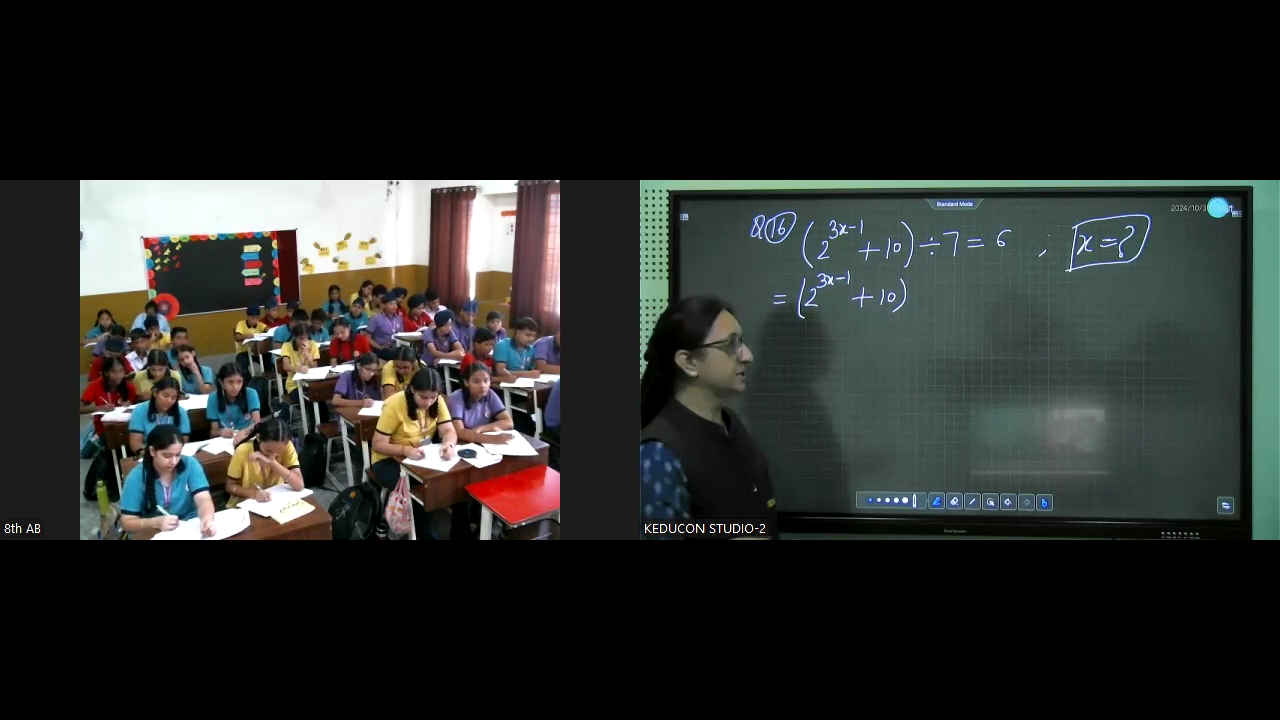 Standard Mode
Q(16) (2^{3x-1} + 10) ÷ 7 = 6 ; x = ?
= (2^{3x-1} + 10)
8th AB
KEDUCON STUDIO-2